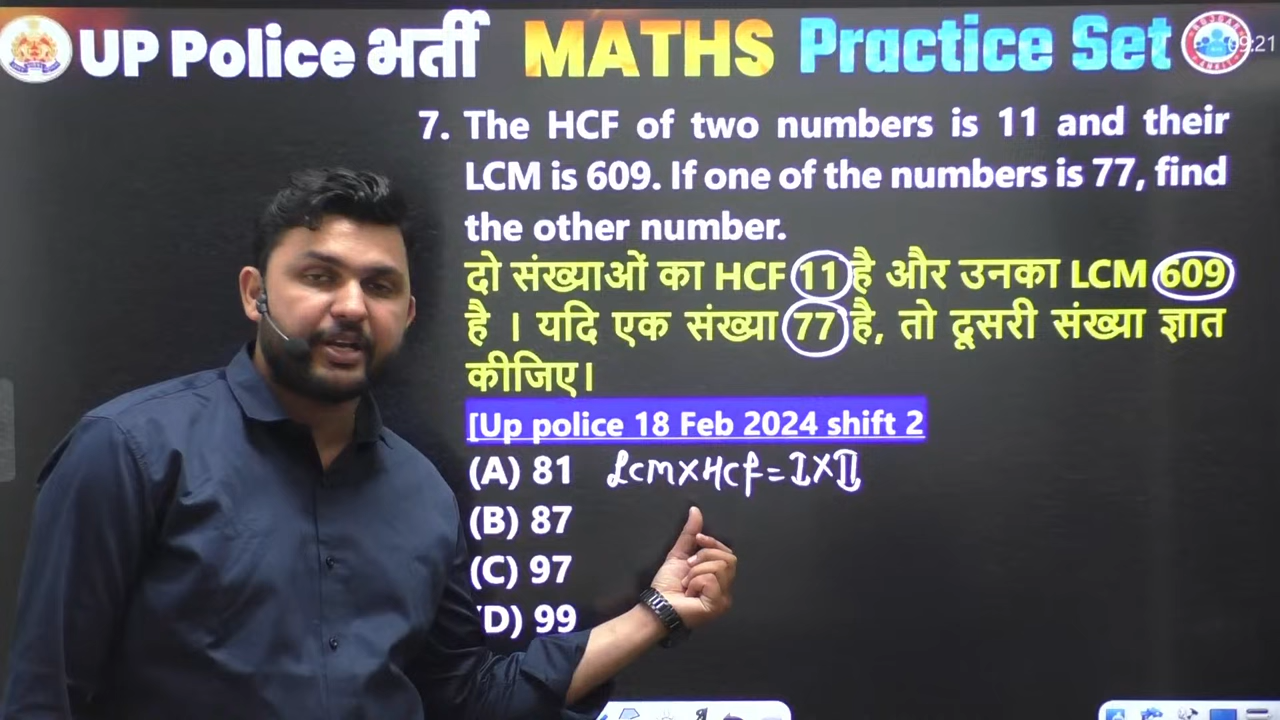 UP Police भर्ती MATHS Practice Set
09:21
7. The HCF of two numbers is 11 and their
LCM is 609. If one of the numbers is 77, find
the other number.
दो संख्याओं का HCF 11 है और उनका LCM 609
है । यदि एक संख्या 77 है, तो दूसरी संख्या ज्ञात
कीजिए।
[Up police 18 Feb 2024 shift 2
(A) 81 LCM×HCF=I×II
(B) 87
(C) 97
(D) 99